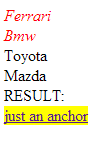 Ferrari
Bmw
Toyota
Mazda
RESULT:
just an anchor